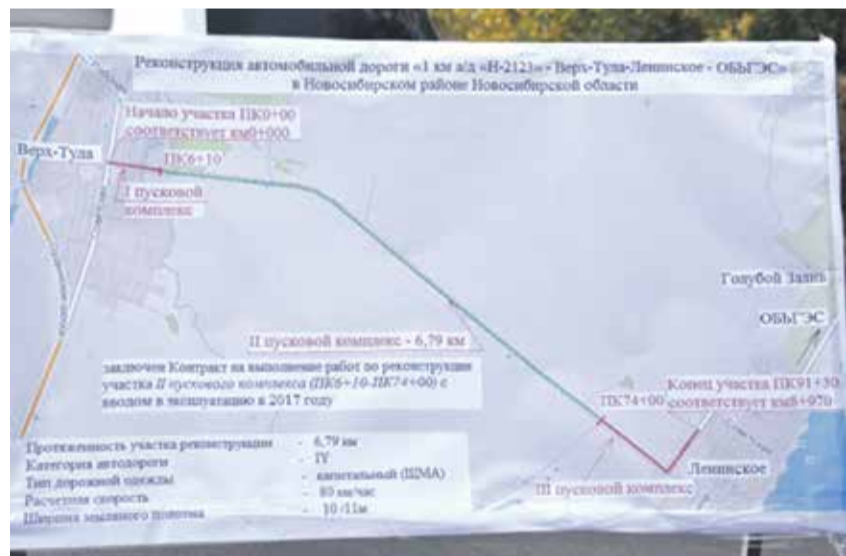 Реконструкция автомобильной дороги «1 км а/д «Н-2121» - Верх-Тула-Ленинское - ОБЬГЭС»
в Новосибирском районе Новосибирской области
Начало участка ПК0+00
соответствует км0+000
Верх-Тула
ПК6+10
I пусковой
комплекс
Голубой Залив
ОБЬГЭС
II пусковой комплекс - 6,79 км
заключен Контракт на выполнение работ по реконструкции
участка II пускового комплекса (ПК6+10-ПК74+00) с
вводом в эксплуатацию в 2017 году
Конец участка ПК91+30
соответствует км8+970
ПК74+00
Ленинское
III пусковой комплекс
Протяженность участка реконструкции - 6,79 км
Категория автодороги - IY
Тип дорожной одежды - капитальный (ЩМА)
Расчетная скорость - 80 км/час
Ширина земляного полотна - 10 /11м